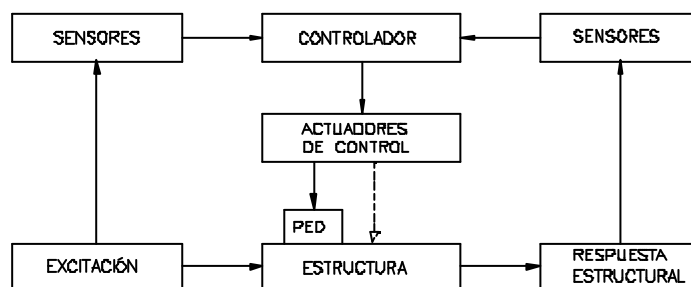 SENSORES
CONTROLADOR
SENSORES
ACTUADORES
DE CONTROL
PED
EXCITACIÓN
ESTRUCTURA
RESPUESTA
ESTRUCTURAL